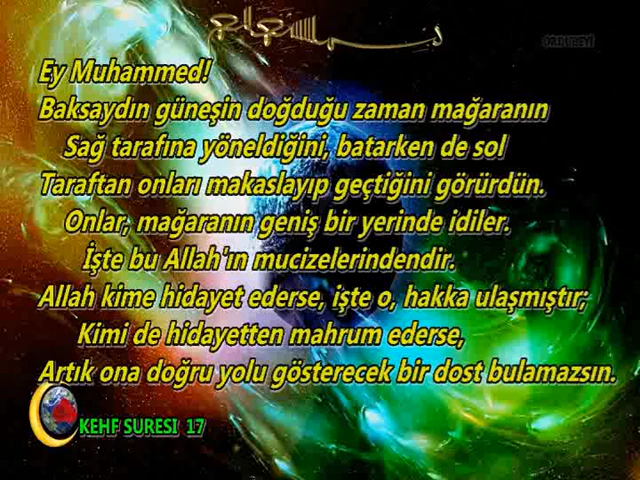 Ey Muhammed!
Baksaydın güneşin doğduğu zaman mağaranın
Sağ tarafına yöneldiğini, batarken de sol
Taraftan onları makaslayıp geçtiğini görürdün.
Onlar, mağaranın geniş bir yerinde idiler.
İşte bu Allah'ın mucizelerindendir.
Allah kime hidayet ederse, işte o, hakka ulaşmıştır;
Kimi de hidayetten mahrum ederse,
Artık ona doğru yolu gösterecek bir dost bulamazsın.
KEHF SURESI 17